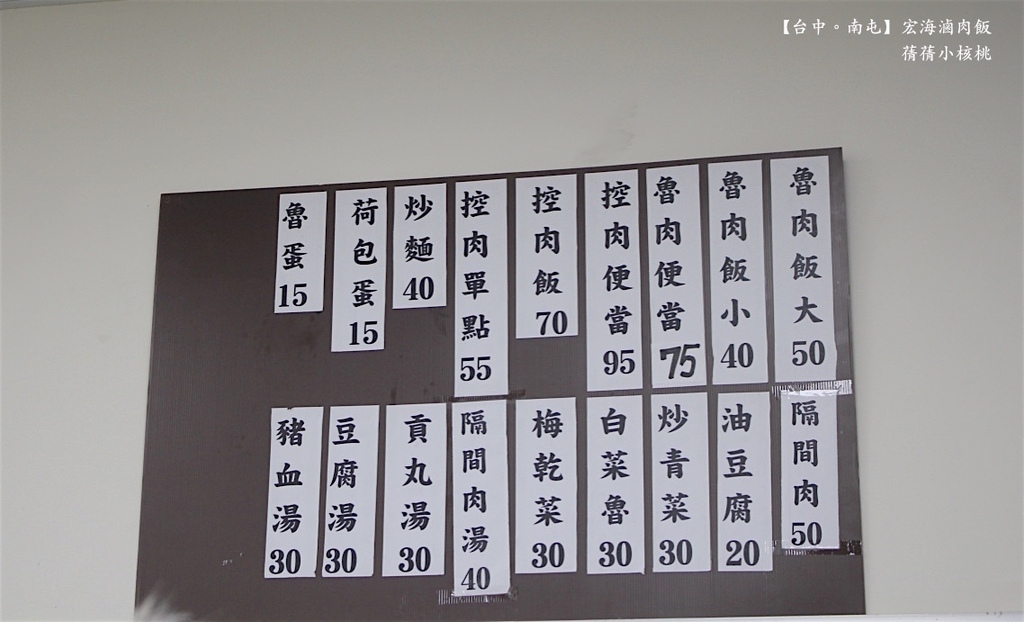 【台中。南屯】宏海滷肉飯
蒨蒨小核桃
魯肉飯大50
魯肉飯小40
魯肉便當75
控肉便當95
控肉飯70
控肉單點55
炒麵40
荷包蛋15
魯蛋15
隔間肉50
油豆腐20
炒青菜30
白菜魯30
梅乾菜30
隔間肉湯40
貢丸湯30
豆腐湯30
豬血湯30